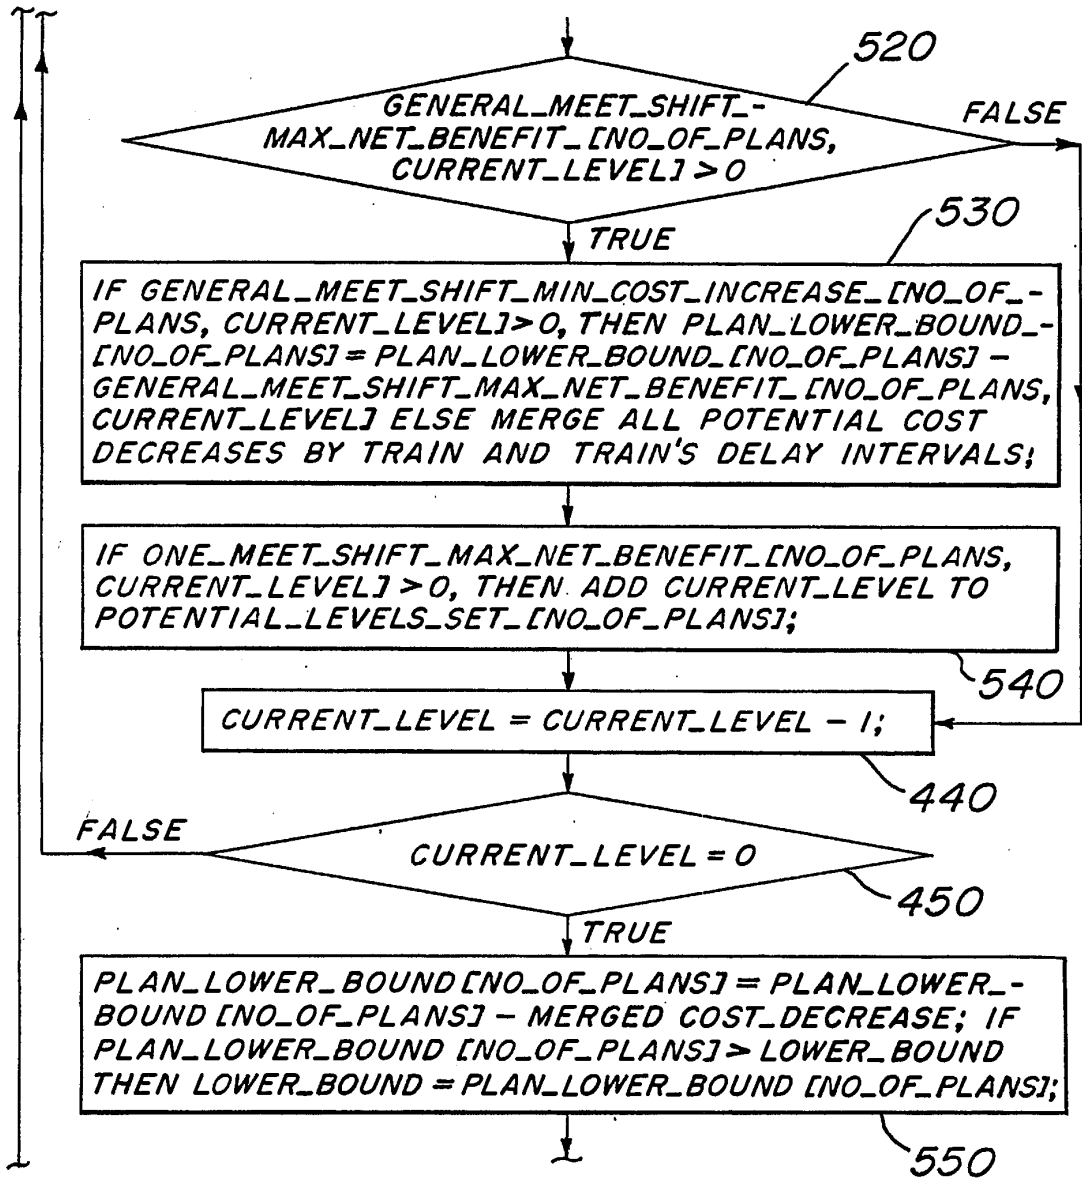 520
GENERAL_MEET_SHIFT_-
MAX_NET_BENEFIT_[NO_OF_PLANS,
CURRENT_LEVEL] > 0
FALSE
TRUE
530
IF GENERAL_MEET_SHIFT_MIN_COST_INCREASE_[NO_OF_-
PLANS, CURRENT_LEVEL] > 0, THEN PLAN_LOWER_BOUND_-
[NO_OF_PLANS] = PLAN_LOWER_BOUND_[NO_OF_PLANS] -
GENERAL_MEET_SHIFT_MAX_NET_BENEFIT_[NO_OF_PLANS,
CURRENT_LEVEL] ELSE MERGE ALL POTENTIAL COST
DECREASES BY TRAIN AND TRAIN'S DELAY INTERVALS;
IF ONE_MEET_SHIFT_MAX_NET_BENEFIT_[NO_OF_PLANS,
CURRENT_LEVEL] > 0, THEN ADD CURRENT_LEVEL TO
POTENTIAL_LEVELS_SET_[NO_OF_PLANS];
540
CURRENT_LEVEL = CURRENT_LEVEL - 1;
440
FALSE
CURRENT_LEVEL = 0
450
TRUE
PLAN_LOWER_BOUND [NO_OF_PLANS] = PLAN_LOWER_-
BOUND [NO_OF_PLANS] - MERGED COST_DECREASE; IF
PLAN_LOWER_BOUND [NO_OF_PLANS] > LOWER_BOUND
THEN LOWER_BOUND = PLAN_LOWER_BOUND [NO_OF_PLANS];
550